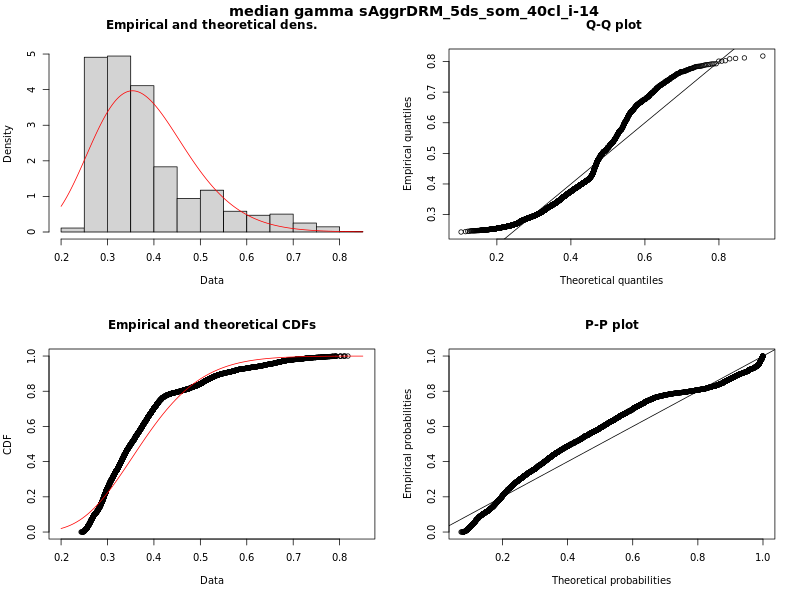 median gamma sAggrDRM_5ds_som_40cl_i-14
Empirical and theoretical dens.
Density
0 1 2 3 4 5
0.2 0.3 0.4 0.5 0.6 0.7 0.8
Data
Q-Q plot
Empirical quantiles
0.3 0.4 0.5 0.6 0.7 0.8
0.2 0.4 0.6 0.8
Theoretical quantiles
Empirical and theoretical CDFs
CDF
0.0 0.2 0.4 0.6 0.8 1.0
0.2 0.3 0.4 0.5 0.6 0.7 0.8
Data
P-P plot
Empirical probabilities
0.0 0.2 0.4 0.6 0.8 1.0
0.2 0.4 0.6 0.8 1.0
Theoretical probabilities